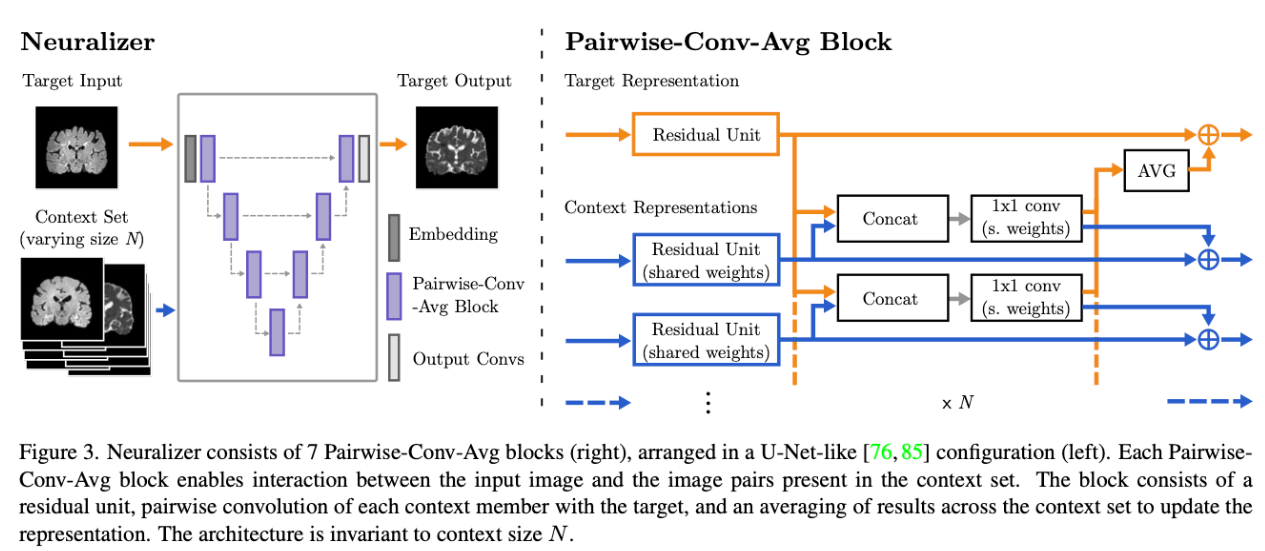 Neuralizer
Target Input
Target Output
Context Set
(varying size N)
Embedding
Pairwise-Conv
-Avg Block
Output Convs
Pairwise-Conv-Avg Block
Target Representation
Residual Unit
AVG
Context Representations
Concat
1x1 conv
(s. weights)
Residual Unit
(shared weights)
Concat
1x1 conv
(s. weights)
Residual Unit
(shared weights)
⋮
x N
Figure 3. Neuralizer consists of 7 Pairwise-Conv-Avg blocks (right), arranged in a U-Net-like [76,85] configuration (left). Each Pairwise-
Conv-Avg block enables interaction between the input image and the image pairs present in the context set. The block consists of a
residual unit, pairwise convolution of each context member with the target, and an averaging of results across the context set to update the
representation. The architecture is invariant to context size N.